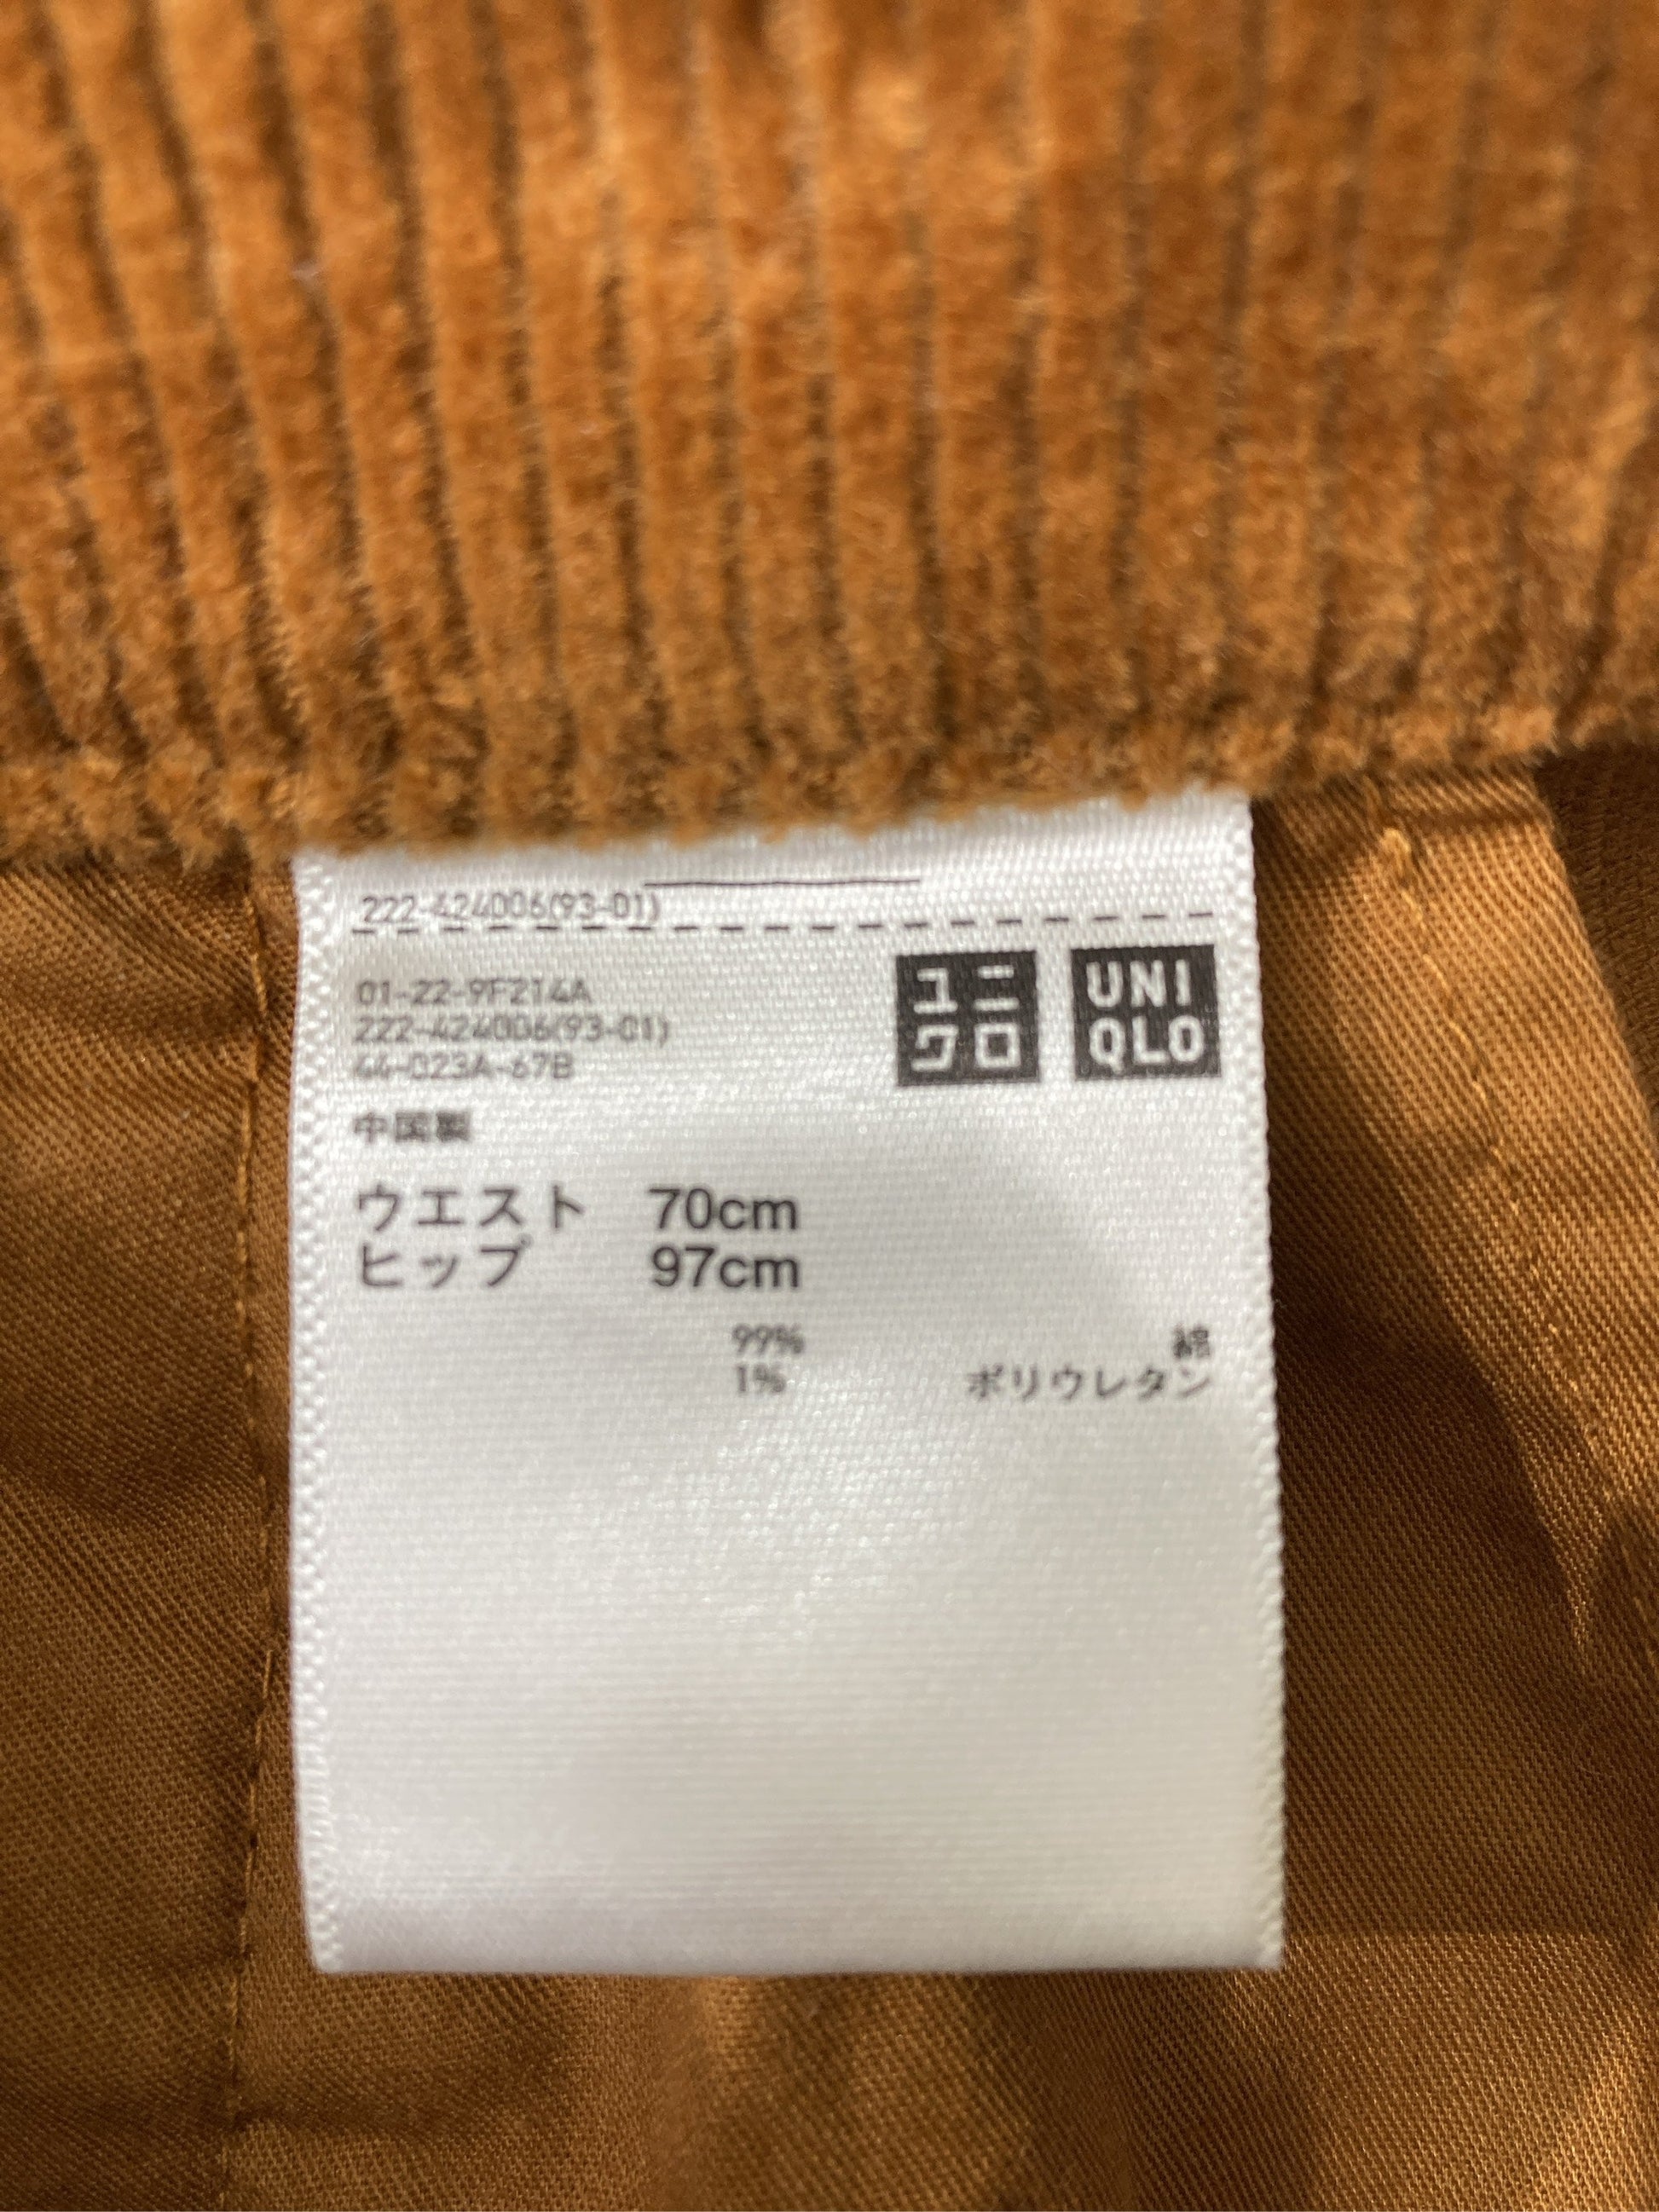 222-424006(93-01)
01-22-9F214A
222-424006(93-01)
44-023A-67B
ユニ
クロ
UNI
QLO
中国製
ウエスト 70cm
ヒップ 97cm
99% 綿
1% ポリウレタン